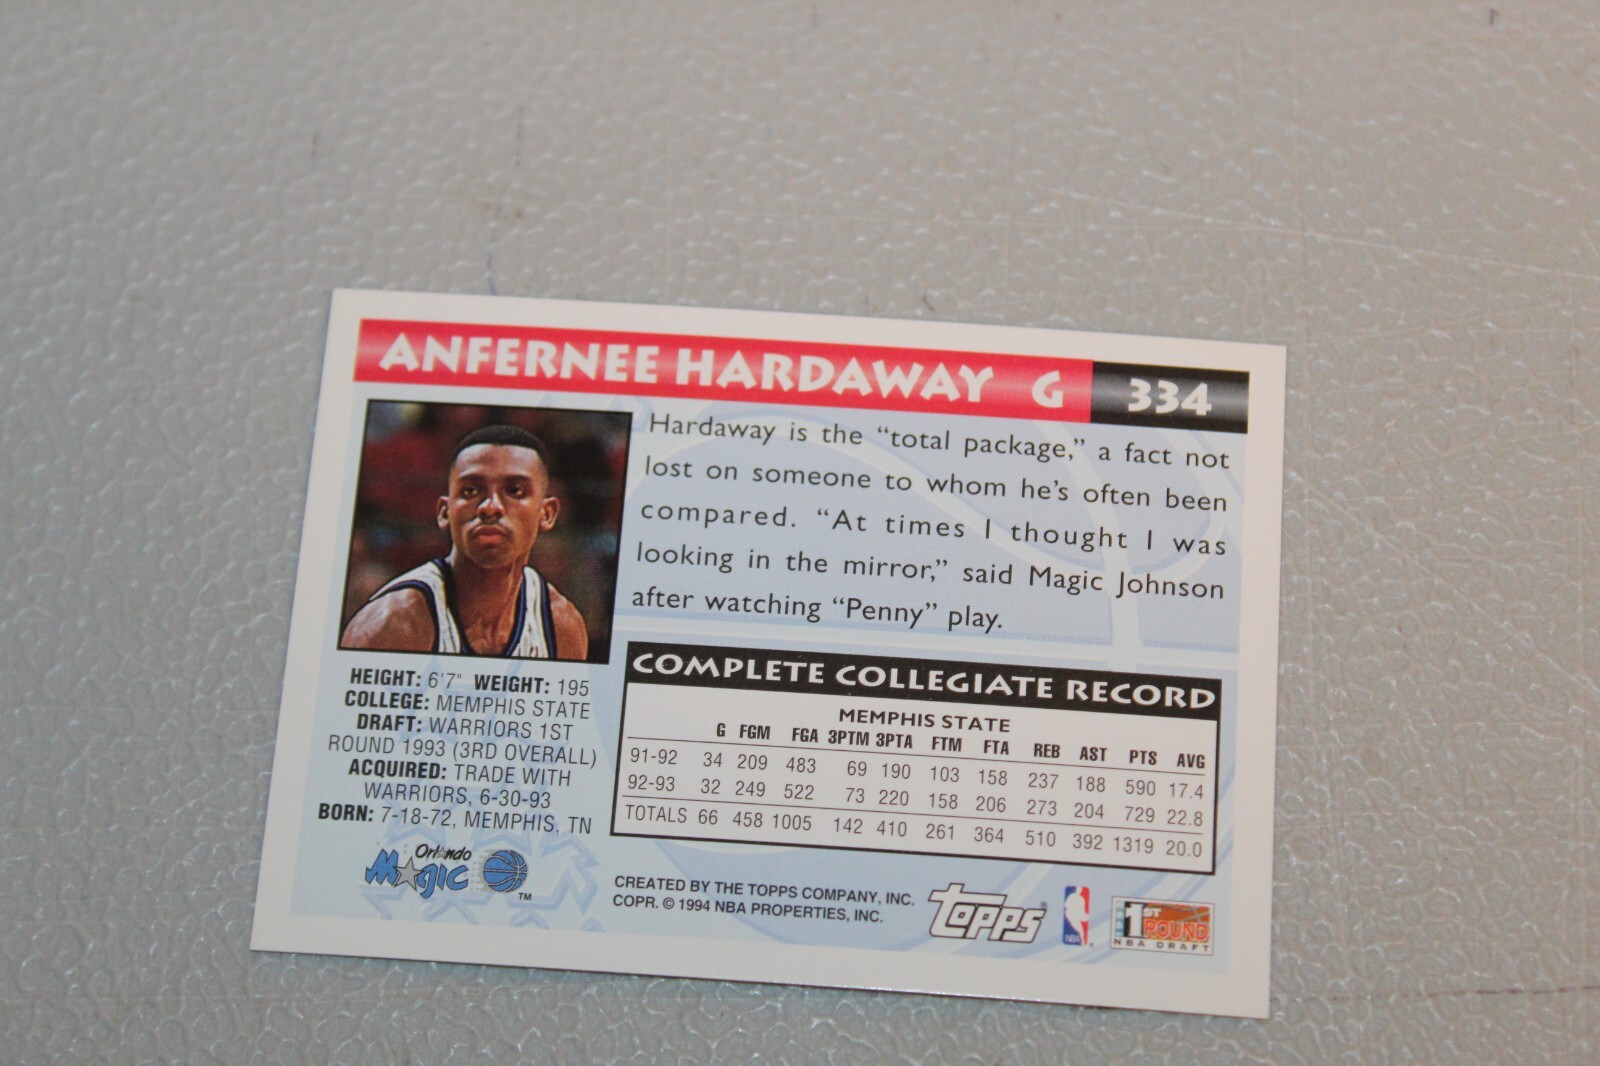 ANFERNEE HARDAWAY G 334
Hardaway is the “total package,” a fact not
lost on someone to whom he’s often been
compared. “At times I thought I was
looking in the mirror,” said Magic Johnson
after watching “Penny” play.
HEIGHT: 6'7" WEIGHT: 195
COLLEGE: MEMPHIS STATE
DRAFT: WARRIORS 1ST
ROUND 1993 (3RD OVERALL)
ACQUIRED: TRADE WITH
WARRIORS, 6-30-93
BORN: 7-18-72, MEMPHIS, TN
Orlando
MAGIC
TM
COMPLETE COLLEGIATE RECORD
MEMPHIS STATE
G FGM FGA 3PTM 3PTA FTM FTA REB AST PTS AVG
91-92 34 209 483 69 190 103 158 237 188 590 17.4
92-93 32 249 522 73 220 158 206 273 204 729 22.8
TOTALS 66 458 1005 142 410 261 364 510 392 1319 20.0
CREATED BY THE TOPPS COMPANY, INC.
COPR. © 1994 NBA PROPERTIES, INC.
TOPPS ®
NBA ®
1ST
ROUND
NBA DRAFT